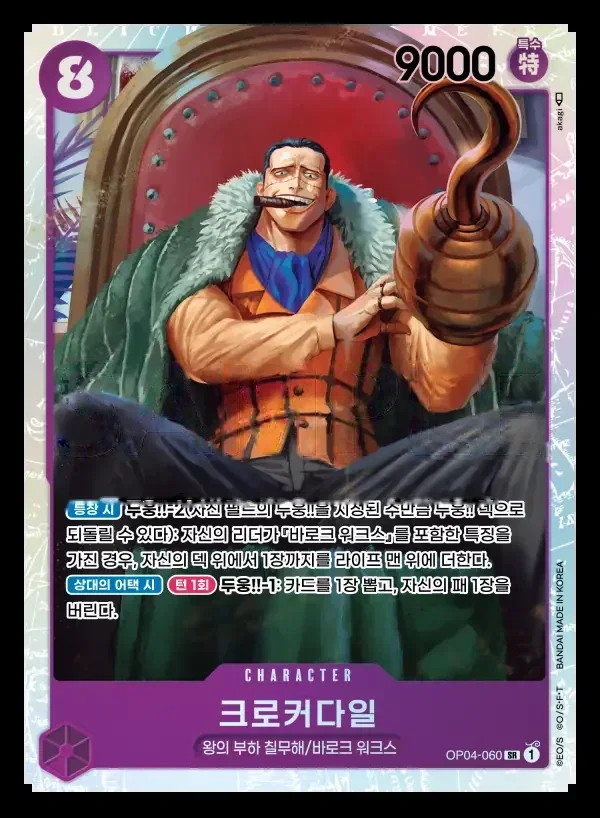 8
9000
특수
特
akagi
등장 시 두웅!!-2(자신 필드의 두웅!!을 지정된 수만큼 두웅!! 덱으로
되돌릴 수 있다): 자신의 리더가 『바로크 워크스』를 포함한 특징을
가진 경우, 자신의 덱 위에서 1장까지를 라이프 맨 위에 더한다.
상대의 어택 시 턴 1회 두웅!!-1: 카드를 1장 뽑고, 자신의 패 1장을
버린다.
CHARACTER
크로커다일
왕의 부하 칠무해/바로크 워크스
OP04-060 SR 1
©EO/S ©O/S·F·T BANDAI MADE IN KOREA